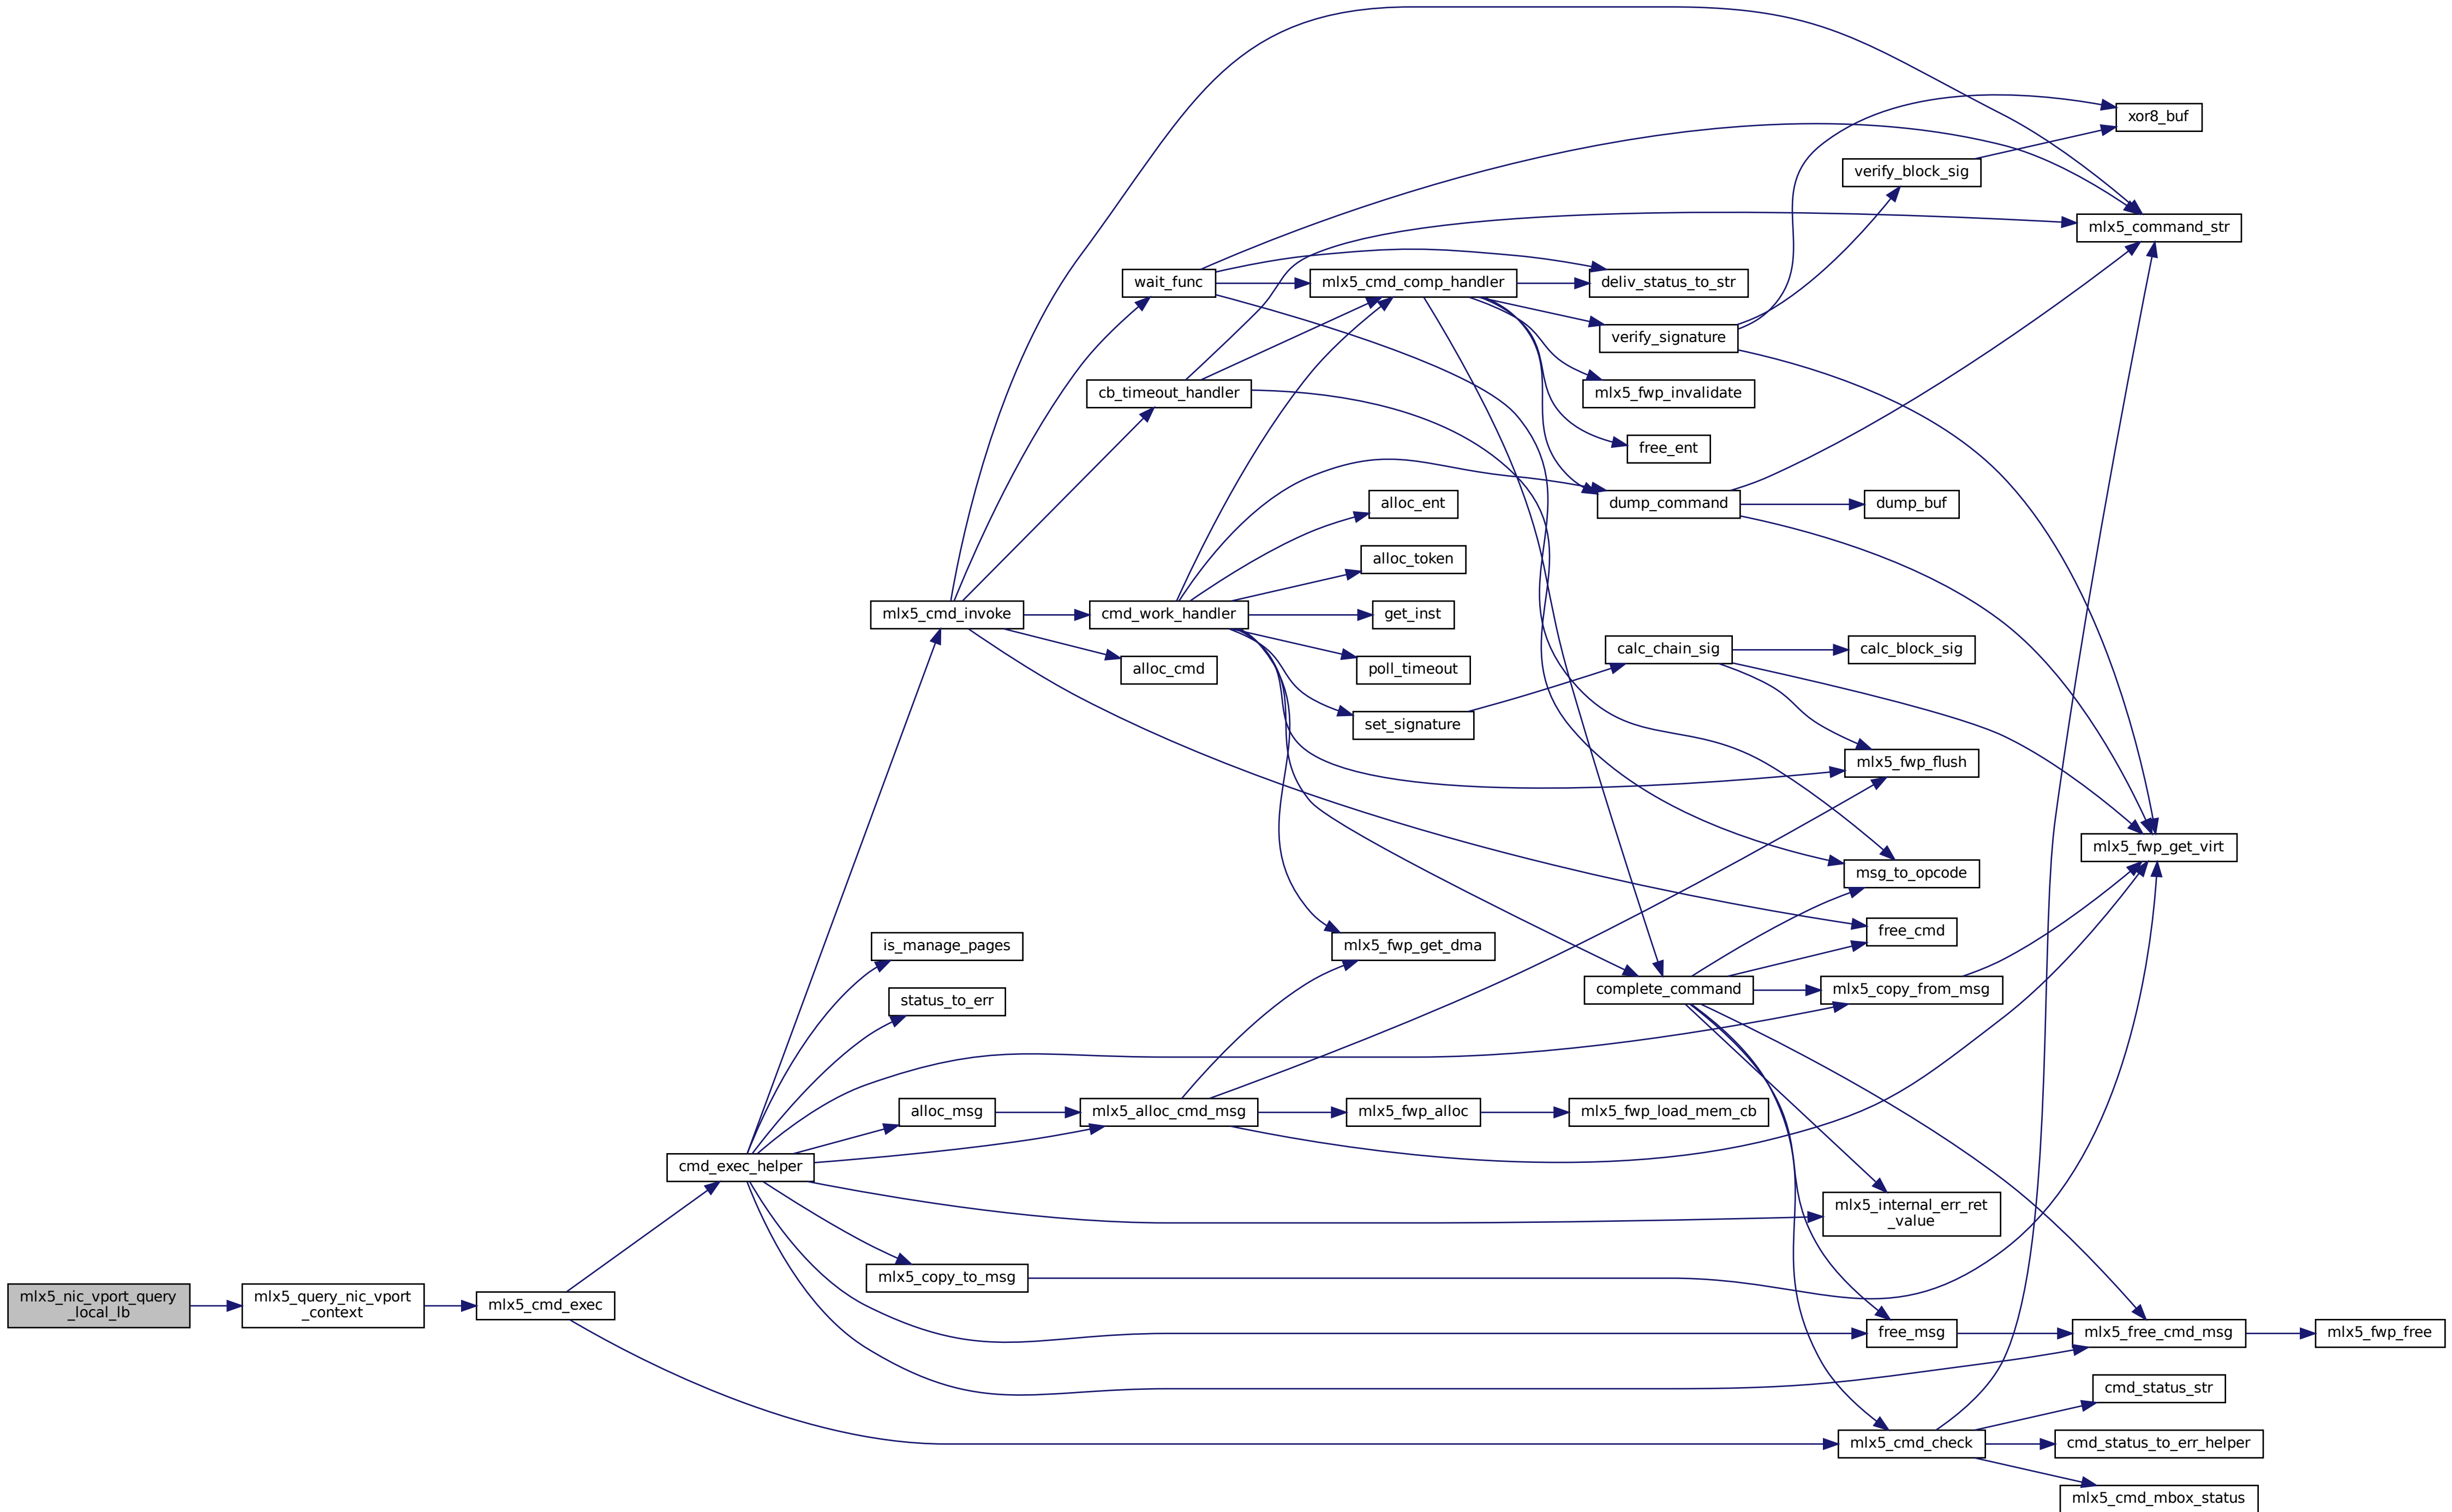 xor8_buf
verify_block_sig
mlx5_command_str
wait_func
mlx5_cmd_comp_handler
deliv_status_to_str
verify_signature
cb_timeout_handler
mlx5_fwp_invalidate
free_ent
alloc_ent
dump_command
dump_buf
alloc_token
mlx5_cmd_invoke
cmd_work_handler
get_inst
alloc_cmd
poll_timeout
calc_chain_sig
calc_block_sig
set_signature
mlx5_fwp_flush
mlx5_fwp_get_virt
msg_to_opcode
free_cmd
is_manage_pages
mlx5_fwp_get_dma
status_to_err
complete_command
mlx5_copy_from_msg
alloc_msg
mlx5_alloc_cmd_msg
mlx5_fwp_alloc
mlx5_fwp_load_mem_cb
cmd_exec_helper
mlx5_internal_err_ret
_value
mlx5_copy_to_msg
mlx5_nic_vport_query
_local_lb
mlx5_query_nic_vport
_context
mlx5_cmd_exec
free_msg
mlx5_free_cmd_msg
mlx5_fwp_free
cmd_status_str
mlx5_cmd_check
cmd_status_to_err_helper
mlx5_cmd_mbox_status